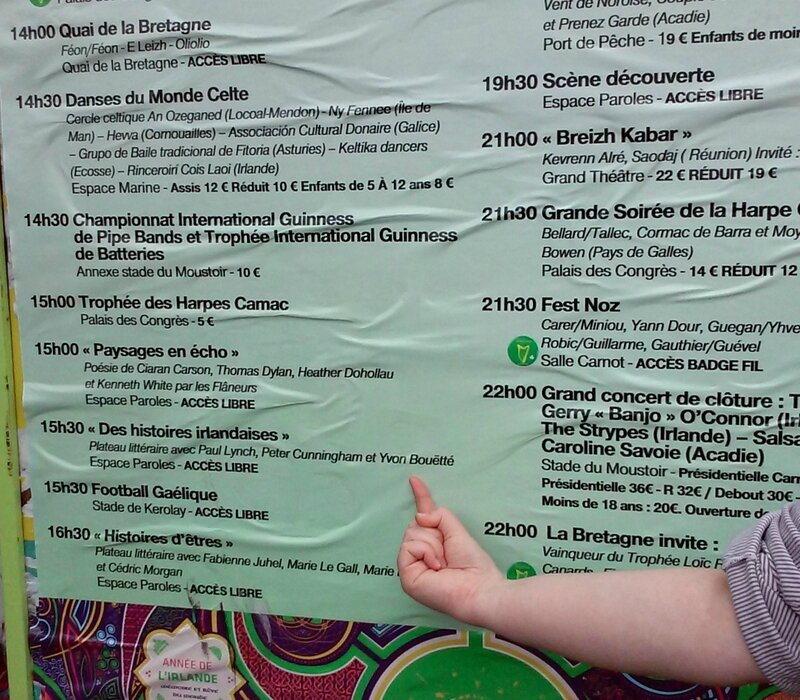 14h00 Quai de la Bretagne
Féon/Féon - E Leizh - Oliolio
Quai de la Bretagne - ACCÈS LIBRE
14h30 Danses du Monde Celte
Cercle celtique An Ozeganed (Locoal-Mendon) - Ny Fennee (Île de
Man) – Hevva (Cornouailles) – Associación Cultural Donaire (Galice)
– Grupo de Baile tradicional de Fitoria (Asturies) – Keltika dancers
(Ecosse) – Rinceoirí Cois Laoi (Irlande)
Espace Marine - Assis 12 € Réduit 10 € Enfants de 5 À 12 ans 8 €
14h30 Championnat International Guinness
de Pipe Bands et Trophée International Guinness
de Batteries
Annexe stade du Moustoir - 10 €
15h00 Trophée des Harpes Camac
Palais des Congrès - 5 €
15h00 « Paysages en écho »
Poésie de Ciaran Carson, Thomas Dylan, Heather Dohollau
et Kenneth White par les Flâneurs
Espace Paroles - ACCÈS LIBRE
15h30 « Des histoires irlandaises »
Plateau littéraire avec Paul Lynch, Peter Cunningham et Yvon Bouëtté
Espace Paroles - ACCÈS LIBRE
15h30 Football Gaélique
Stade de Kerolay - ACCÈS LIBRE
16h30 « Histoires d'êtres »
Plateau littéraire avec Fabienne Juhel, Marie Le Gall, Marie
et Cédric Morgan
Espace Paroles - ACCÈS LIBRE
et Prenez Garde (Acadie)
Port de Pêche - 19 € Enfants de moin
19h30 Scène découverte
Espace Paroles - ACCÈS LIBRE
21h00 « Breizh Kabar »
Kevrenn Alré, Saodaj ( Réunion) Invité :
Grand Théâtre - 22 € RÉDUIT 19 €
21h30 Grande Soirée de la Harpe
Bellard/Tallec, Cormac de Barra et Moy
Bowen (Pays de Galles)
Palais des Congrès - 14 € RÉDUIT 12
21h30 Fest Noz
Carer/Miniou, Yann Dour, Guegan/Yhve
Robic/Guillarme, Gauthier/Guével
Salle Carnot - ACCÈS BADGE FIL
22h00 Grand concert de clôture : T
Gerry « Banjo » O'Connor (Irl
The Strypes (Irlande) – Salsa
Caroline Savoie (Acadie)
Stade du Moustoir - Présidentielle Carr
Présidentielle 36€ - R 32€ / Debout 30€ -
Moins de 18 ans : 20€. Ouverture de
22h00 La Bretagne invite :
Vainqueur du Trophée Loïc R
ANNÉE DE
L'IRLANDE